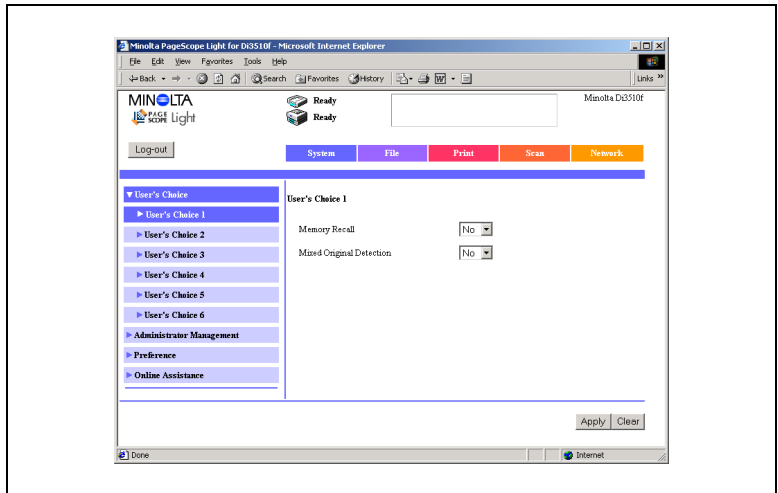 Minolta PageScope Light for Di3510f - Microsoft Internet Explorer
File Edit View Favorites Tools Help
Back Search Favorites History Links »
MINOLTA
PAGE SCOPE Light
Ready
Ready
Minolta Di3510f
Log-out
System File Print Scan Network
User's Choice
User's Choice 1
User's Choice 2
User's Choice 3
User's Choice 4
User's Choice 5
User's Choice 6
Administrator Management
Preference
Online Assistance
User's Choice 1
Memory Recall No
Mixed Original Detection No
Apply Clear
Done Internet